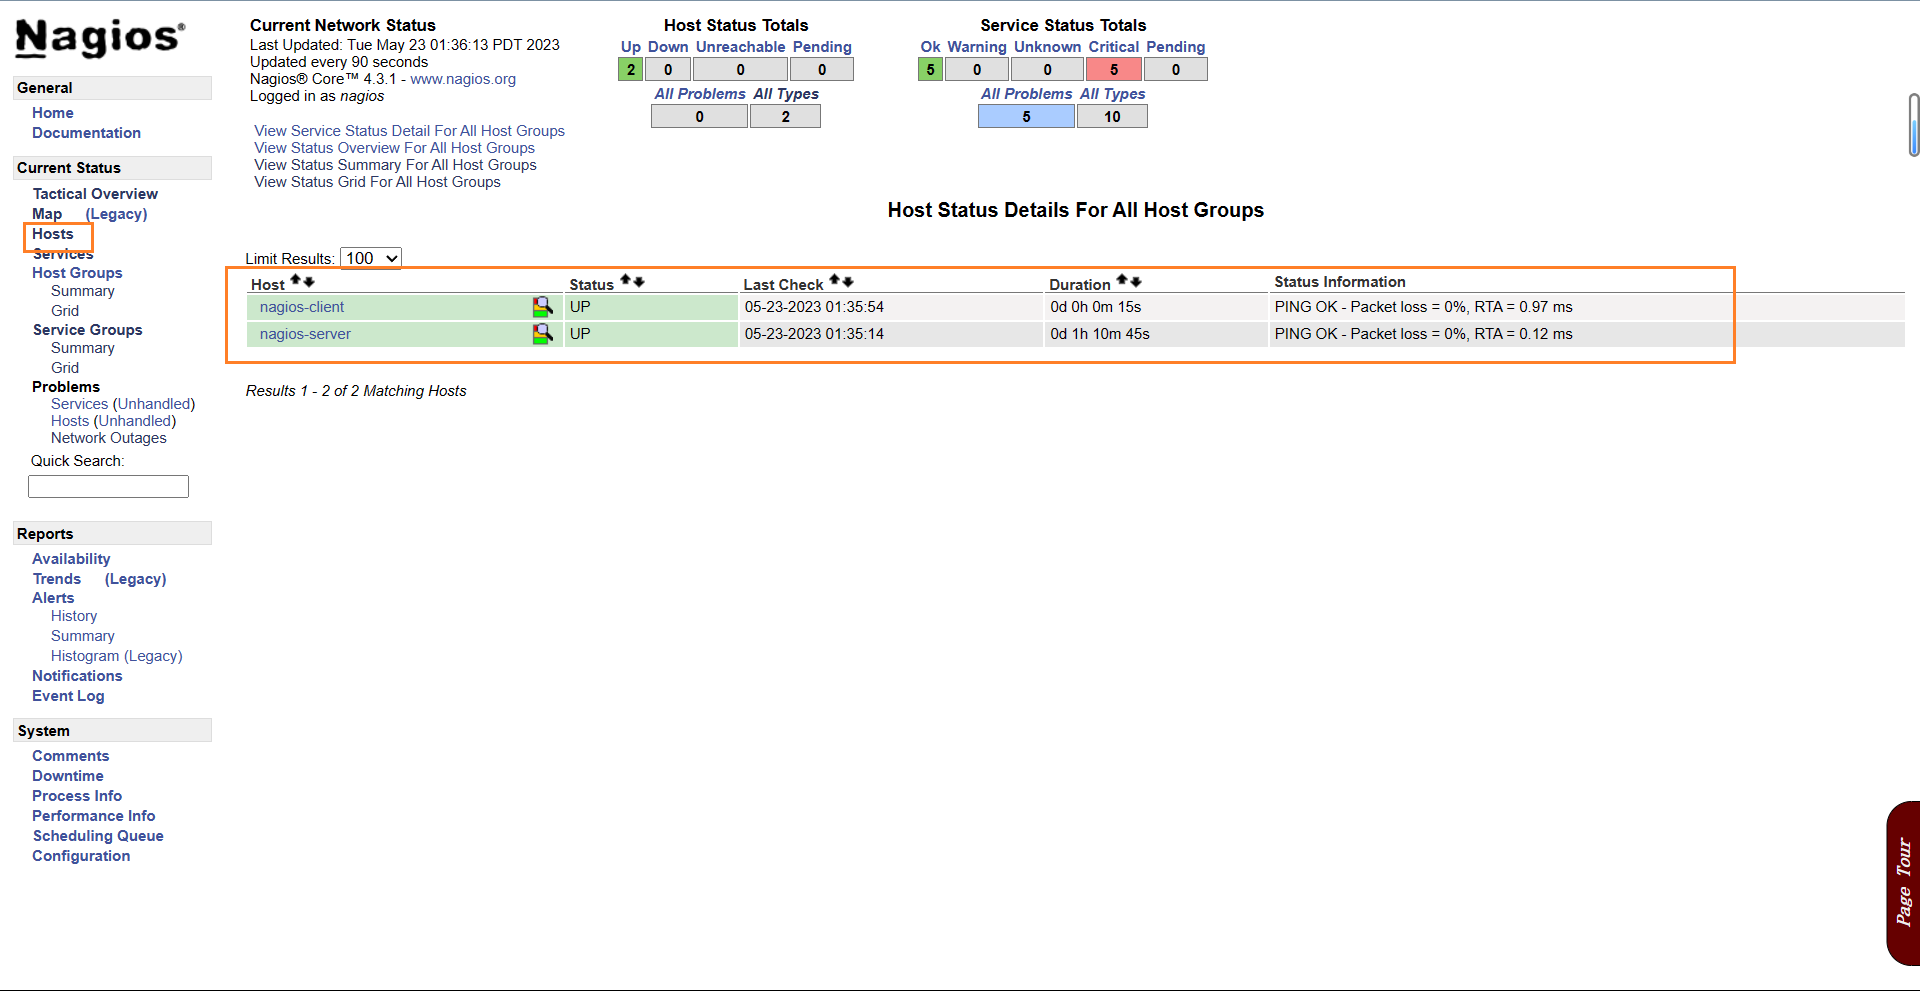 Nagios®
General
Home
Documentation
Current Status
Tactical Overview
Map (Legacy)
Hosts
Services
Host Groups
Summary
Grid
Service Groups
Summary
Grid
Problems
Services (Unhandled)
Hosts (Unhandled)
Network Outages
Quick Search:
Reports
Availability
Trends (Legacy)
Alerts
History
Summary
Histogram (Legacy)
Notifications
Event Log
System
Comments
Downtime
Process Info
Performance Info
Scheduling Queue
Configuration
Current Network Status
Last Updated: Tue May 23 01:36:13 PDT 2023
Updated every 90 seconds
Nagios® Core™ 4.3.1 - www.nagios.org
Logged in as nagios
View Service Status Detail For All Host Groups
View Status Overview For All Host Groups
View Status Summary For All Host Groups
View Status Grid For All Host Groups
Host Status Totals
Up Down Unreachable Pending
2 0 0 0
All Problems All Types
0 2
Service Status Totals
Ok Warning Unknown Critical Pending
5 0 0 5 0
All Problems All Types
5 10
Host Status Details For All Host Groups
Limit Results: 100
Host Status Last Check Duration Status Information
nagios-client UP 05-23-2023 01:35:54 0d 0h 0m 15s PING OK - Packet loss = 0%, RTA = 0.97 ms
nagios-server UP 05-23-2023 01:35:14 0d 1h 10m 45s PING OK - Packet loss = 0%, RTA = 0.12 ms
Results 1 - 2 of 2 Matching Hosts
Page Tour